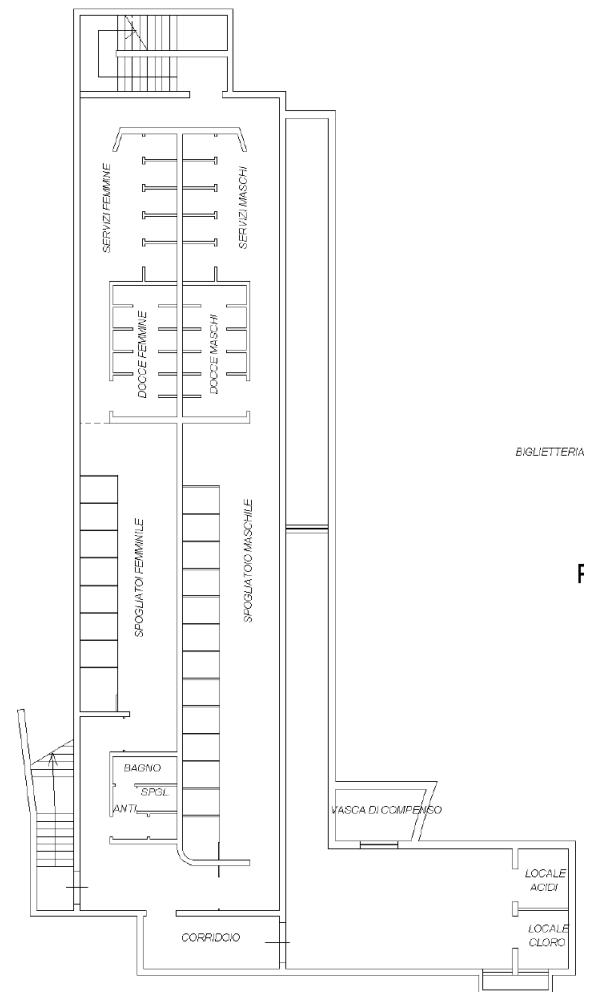 SERVIZI FEMMINE
SERVIZI MASCHI
DOCCE FEMMINE
DOCCE MASCHI
BIGLIETTERIA
SPOGLIATOI FEMMINILE
SPOGLIATOIO MASCHILE
BAGNO
SPGL.
ANTI
VASCA DI COMPENSO
LOCALE
ACIDI
LOCALE
CLORO
CORRIDOIO